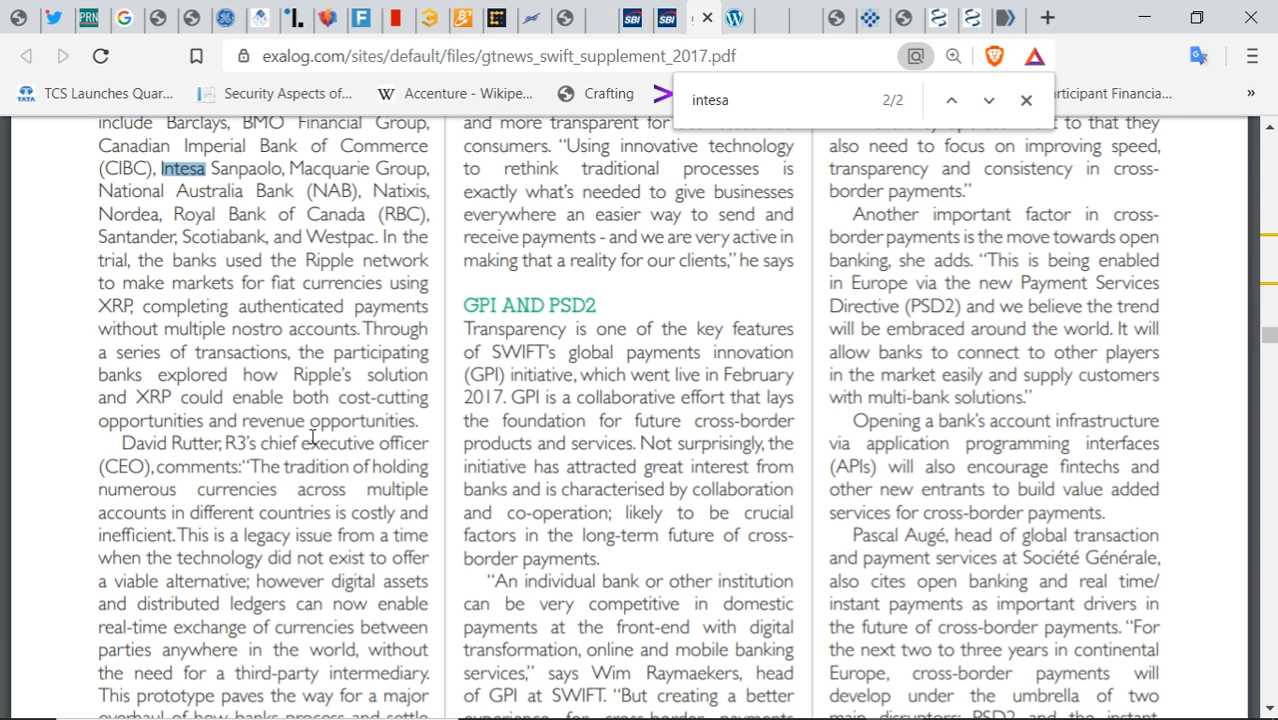 exalog.com/sites/default/files/gtnews_swift_supplement_2017.pdf
TCS Launches Quar...
Security Aspects of...
Accenture - Wikipe...
Crafting
articipant Financia...
intesa
2/2
include Barclays, BMO Financial Group,
Canadian Imperial Bank of Commerce
(CIBC), Intesa Sanpaolo, Macquarie Group,
National Australia Bank (NAB), Natixis,
Nordea, Royal Bank of Canada (RBC),
Santander, Scotiabank, and Westpac. In the
trial, the banks used the Ripple network
to make markets for fiat currencies using
XRP, completing authenticated payments
without multiple nostro accounts. Through
a series of transactions, the participating
banks explored how Ripple's solution
and XRP could enable both cost-cutting
opportunities and revenue opportunities.
David Rutter, R3's chief executive officer
(CEO), comments: "The tradition of holding
numerous currencies across multiple
accounts in different countries is costly and
inefficient. This is a legacy issue from a time
when the technology did not exist to offer
a viable alternative; however digital assets
and distributed ledgers can now enable
real-time exchange of currencies between
parties anywhere in the world, without
the need for a third-party intermediary.
This prototype paves the way for a major
overhaul of how banks process and settle
and more transparent for
consumers. "Using innovative technology
to rethink traditional processes is
exactly what's needed to give businesses
everywhere an easier way to send and
receive payments - and we are very active in
making that a reality for our clients," he says
GPI AND PSD2
Transparency is one of the key features
of SWIFT's global payments innovation
(GPI) initiative, which went live in February
2017. GPI is a collaborative effort that lays
the foundation for future cross-border
products and services. Not surprisingly, the
initiative has attracted great interest from
banks and is characterised by collaboration
and co-operation; likely to be crucial
factors in the long-term future of cross-
border payments.
"An individual bank or other institution
can be very competitive in domestic
payments at the front-end with digital
transformation, online and mobile banking
services," says Wim Raymaekers, head
of GPI at SWIFT. "But creating a better
experience for cross-border payments
to that they
also need to focus on improving speed,
transparency and consistency in cross-
border payments."
Another important factor in cross-
border payments is the move towards open
banking, she adds. "This is being enabled
in Europe via the new Payment Services
Directive (PSD2) and we believe the trend
will be embraced around the world. It will
allow banks to connect to other players
in the market easily and supply customers
with multi-bank solutions."
Opening a bank's account infrastructure
via application programming interfaces
(APIs) will also encourage fintechs and
other new entrants to build value added
services for cross-border payments.
Pascal Augé, head of global transaction
and payment services at Société Générale,
also cites open banking and real time/
instant payments as important drivers in
the future of cross-border payments. "For
the next two to three years in continental
Europe, cross-border payments will
develop under the umbrella of two
main disruptors: PSD2 and the instant